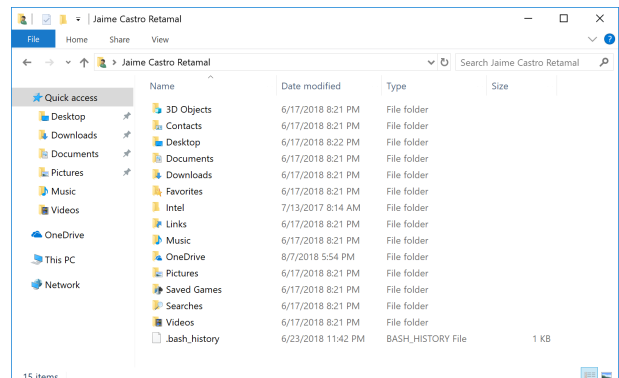 Jaime Castro Retamal
File Home Share View
Jaime Castro Retamal Search Jaime Castro Retamal
Name Date modified Type Size
Quick access
Desktop
Downloads
Documents
Pictures
Music
Videos
OneDrive
This PC
Network
3D Objects 6/17/2018 8:21 PM File folder
Contacts 6/17/2018 8:21 PM File folder
Desktop 6/17/2018 8:22 PM File folder
Documents 6/17/2018 8:21 PM File folder
Downloads 6/17/2018 8:21 PM File folder
Favorites 6/17/2018 8:21 PM File folder
Intel 7/13/2017 8:14 AM File folder
Links 6/17/2018 8:21 PM File folder
Music 6/17/2018 8:21 PM File folder
OneDrive 8/7/2018 5:54 PM File folder
Pictures 6/17/2018 8:21 PM File folder
Saved Games 6/17/2018 8:21 PM File folder
Searches 6/17/2018 8:21 PM File folder
Videos 6/17/2018 8:21 PM File folder
.bash_history 6/23/2018 11:42 PM BASH_HISTORY File 1 KB
15 items